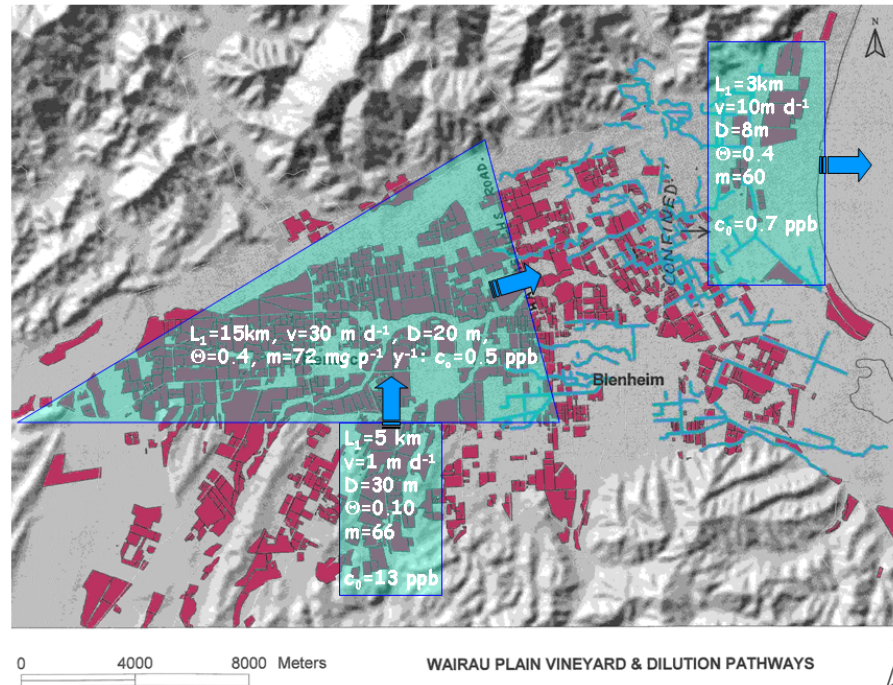 N
L₁=3km
v=10m d⁻¹
D=8m
Θ=0.4
m=60
c₀=0.7 ppb
H.S. ROAD.
CONFINED.
L₁=15km, v=30 m d⁻¹, D=20 m,
Θ=0.4, m=72 mg p⁻¹ y⁻¹: c₀=0.5 ppb
Blenheim
L₁=5 km
v=1 m d⁻¹
D=30 m
Θ=0.10
m=66
c₀=13 ppb
0 4000 8000 Meters
WAIRAU PLAIN VINEYARD & DILUTION PATHWAYS